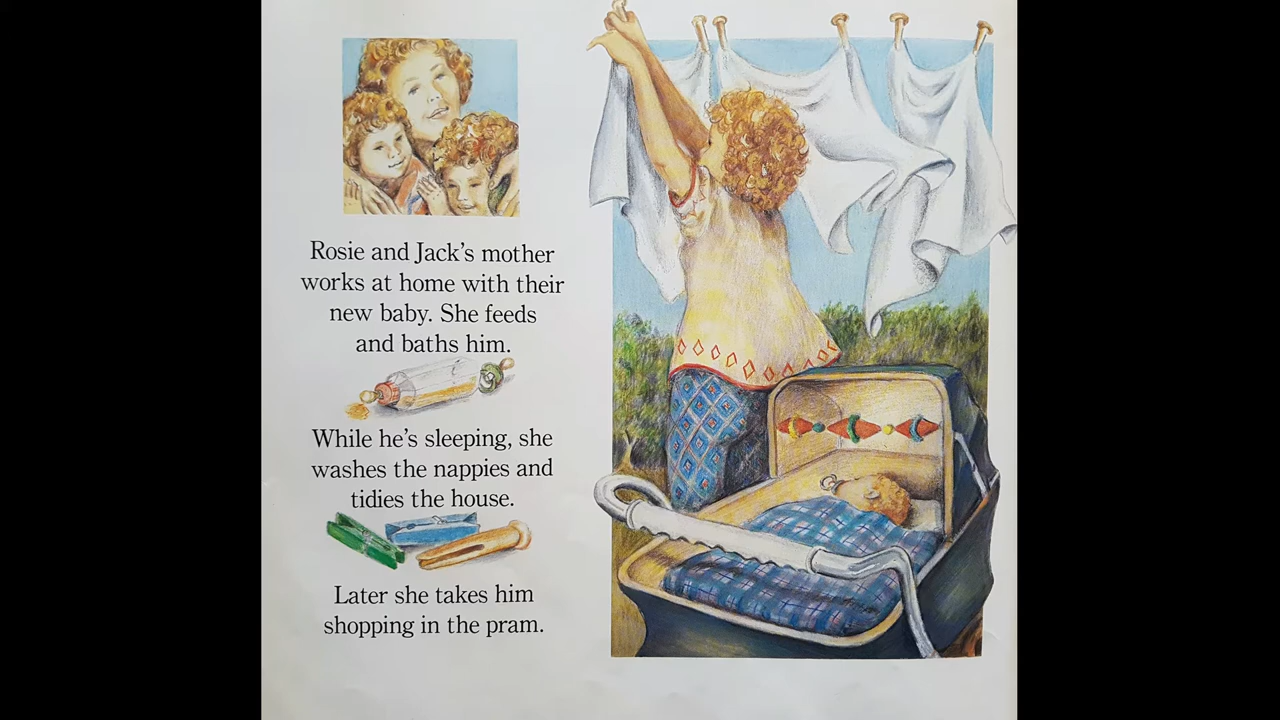 Rosie and Jack's mother
works at home with their
new baby. She feeds
and baths him.
While he's sleeping, she
washes the nappies and
tidies the house.
Later she takes him
shopping in the pram.